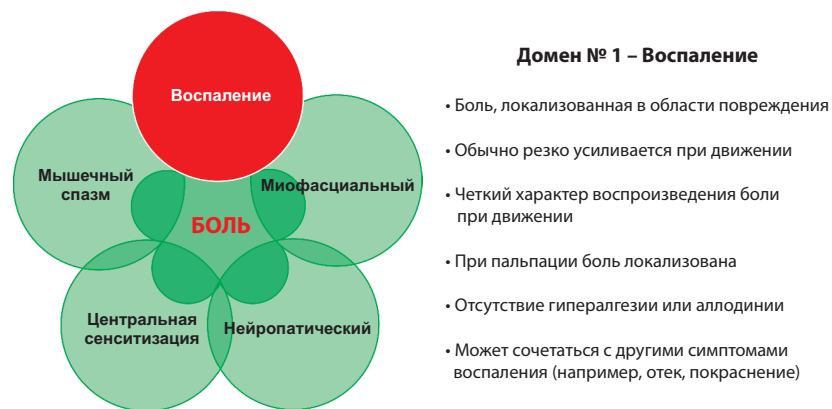 Воспаление
Мышечный
спазм
Миофасциальный
БОЛЬ
Центральная
сенситизация
Нейропатический
Домен № 1 – Воспаление
• Боль, локализованная в области повреждения
• Обычно резко усиливается при движении
• Четкий характер воспроизведения боли
при движении
• При пальпации боль локализована
• Отсутствие гипералгезии или аллодинии
• Может сочетаться с другими симптомами
воспаления (например, отек, покраснение)